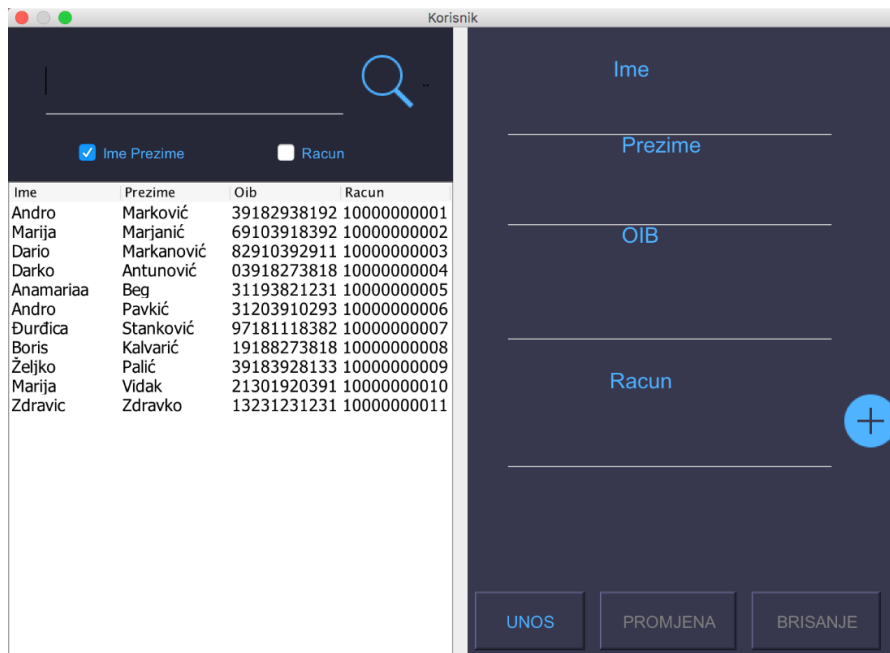 Korisnik
..
Ime Prezime Racun
Ime Prezime Oib Racun
Andro Marković 39182938192 10000000001
Marija Marjanić 69103918392 10000000002
Dario Markanović 82910392911 10000000003
Darko Antunović 03918273818 10000000004
Anamariaa Beg 31193821231 10000000005
Andro Pavkić 31203910293 10000000006
Đurđica Stanković 97181118382 10000000007
Boris Kalvarić 19188273818 10000000008
Željko Palić 39183928133 10000000009
Marija Vidak 21301920391 10000000010
Zdravic Zdravko 13231231231 10000000011
Ime
Prezime
OIB
Racun
+
UNOS PROMJENA BRISANJE